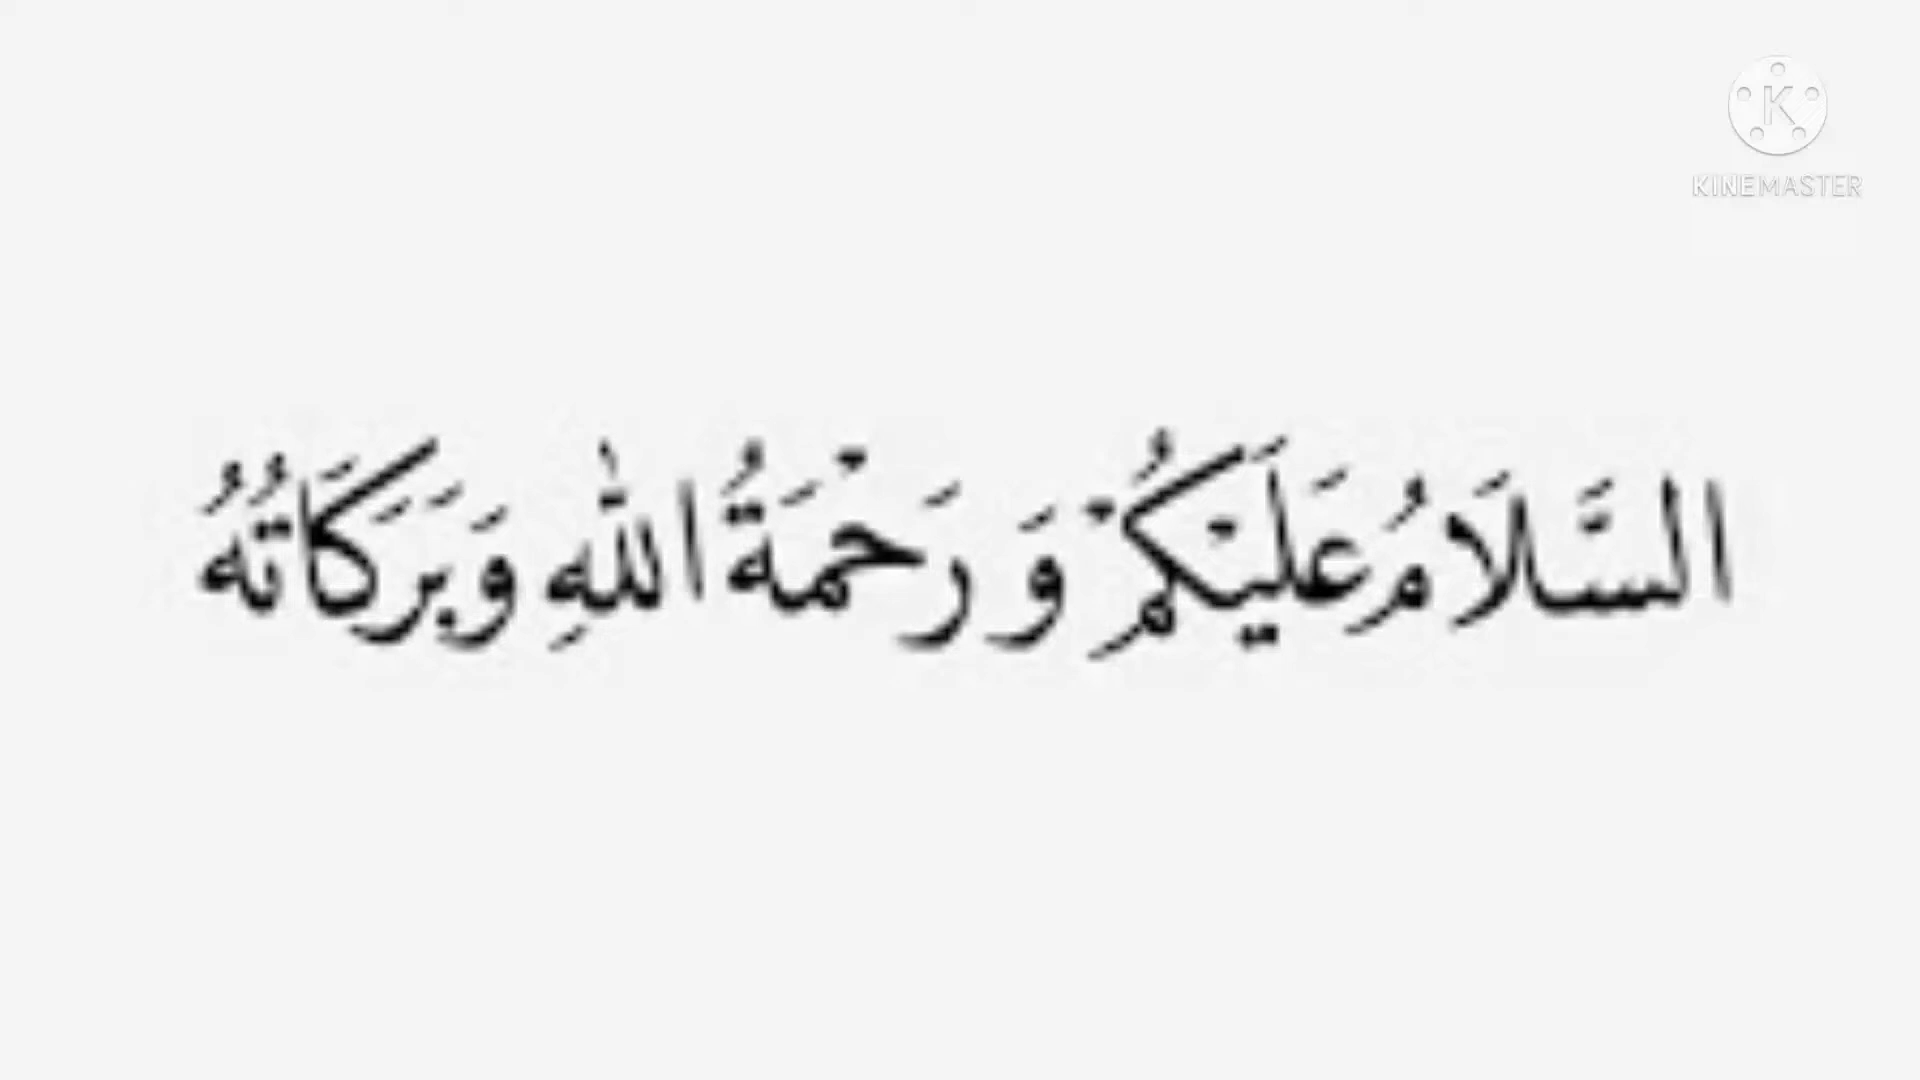 KINEMASTER
السَّلَامُ عَلَيْكُمْ وَ رَحْمَةُ اللهِ وَبَرَكَاتُهُ